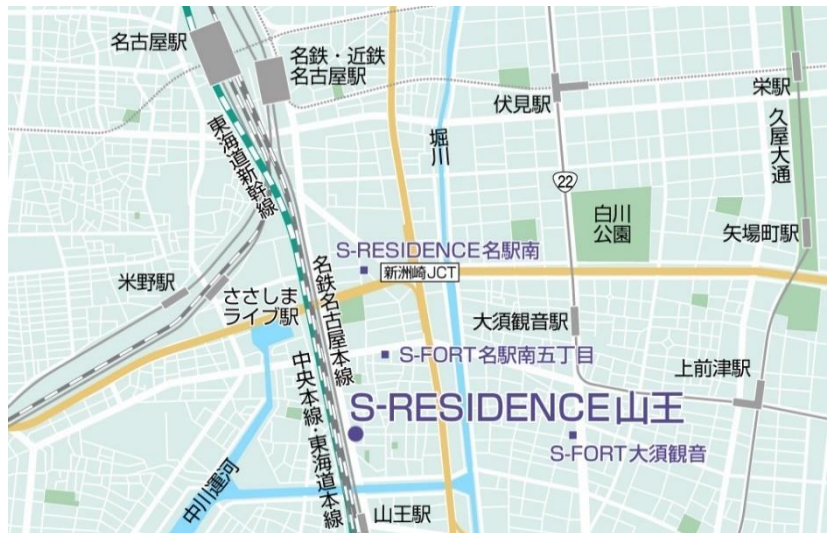 名古屋駅
名鉄・近鉄
名古屋駅
伏見駅
栄駅
久屋大通
堀川
東海道新幹線
22
白川
公園
矢場町駅
S-RESIDENCE名駅南
新洲崎JCT
米野駅
ささしま
ライブ駅
名鉄名古屋本線
大須観音駅
S-FORT名駅南五丁目
上前津駅
中央本線・東海道本線
S-RESIDENCE山王
S-FORT大須観音
中川運河
山王駅